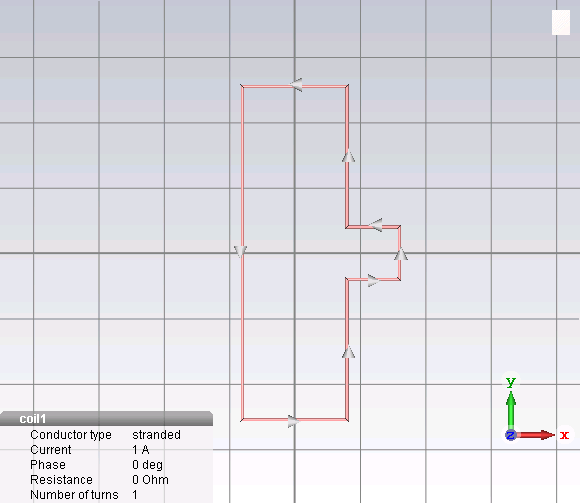 y
x
z
coil1
Conductor type stranded
Current 1 A
Phase 0 deg
Resistance 0 Ohm
Number of turns 1